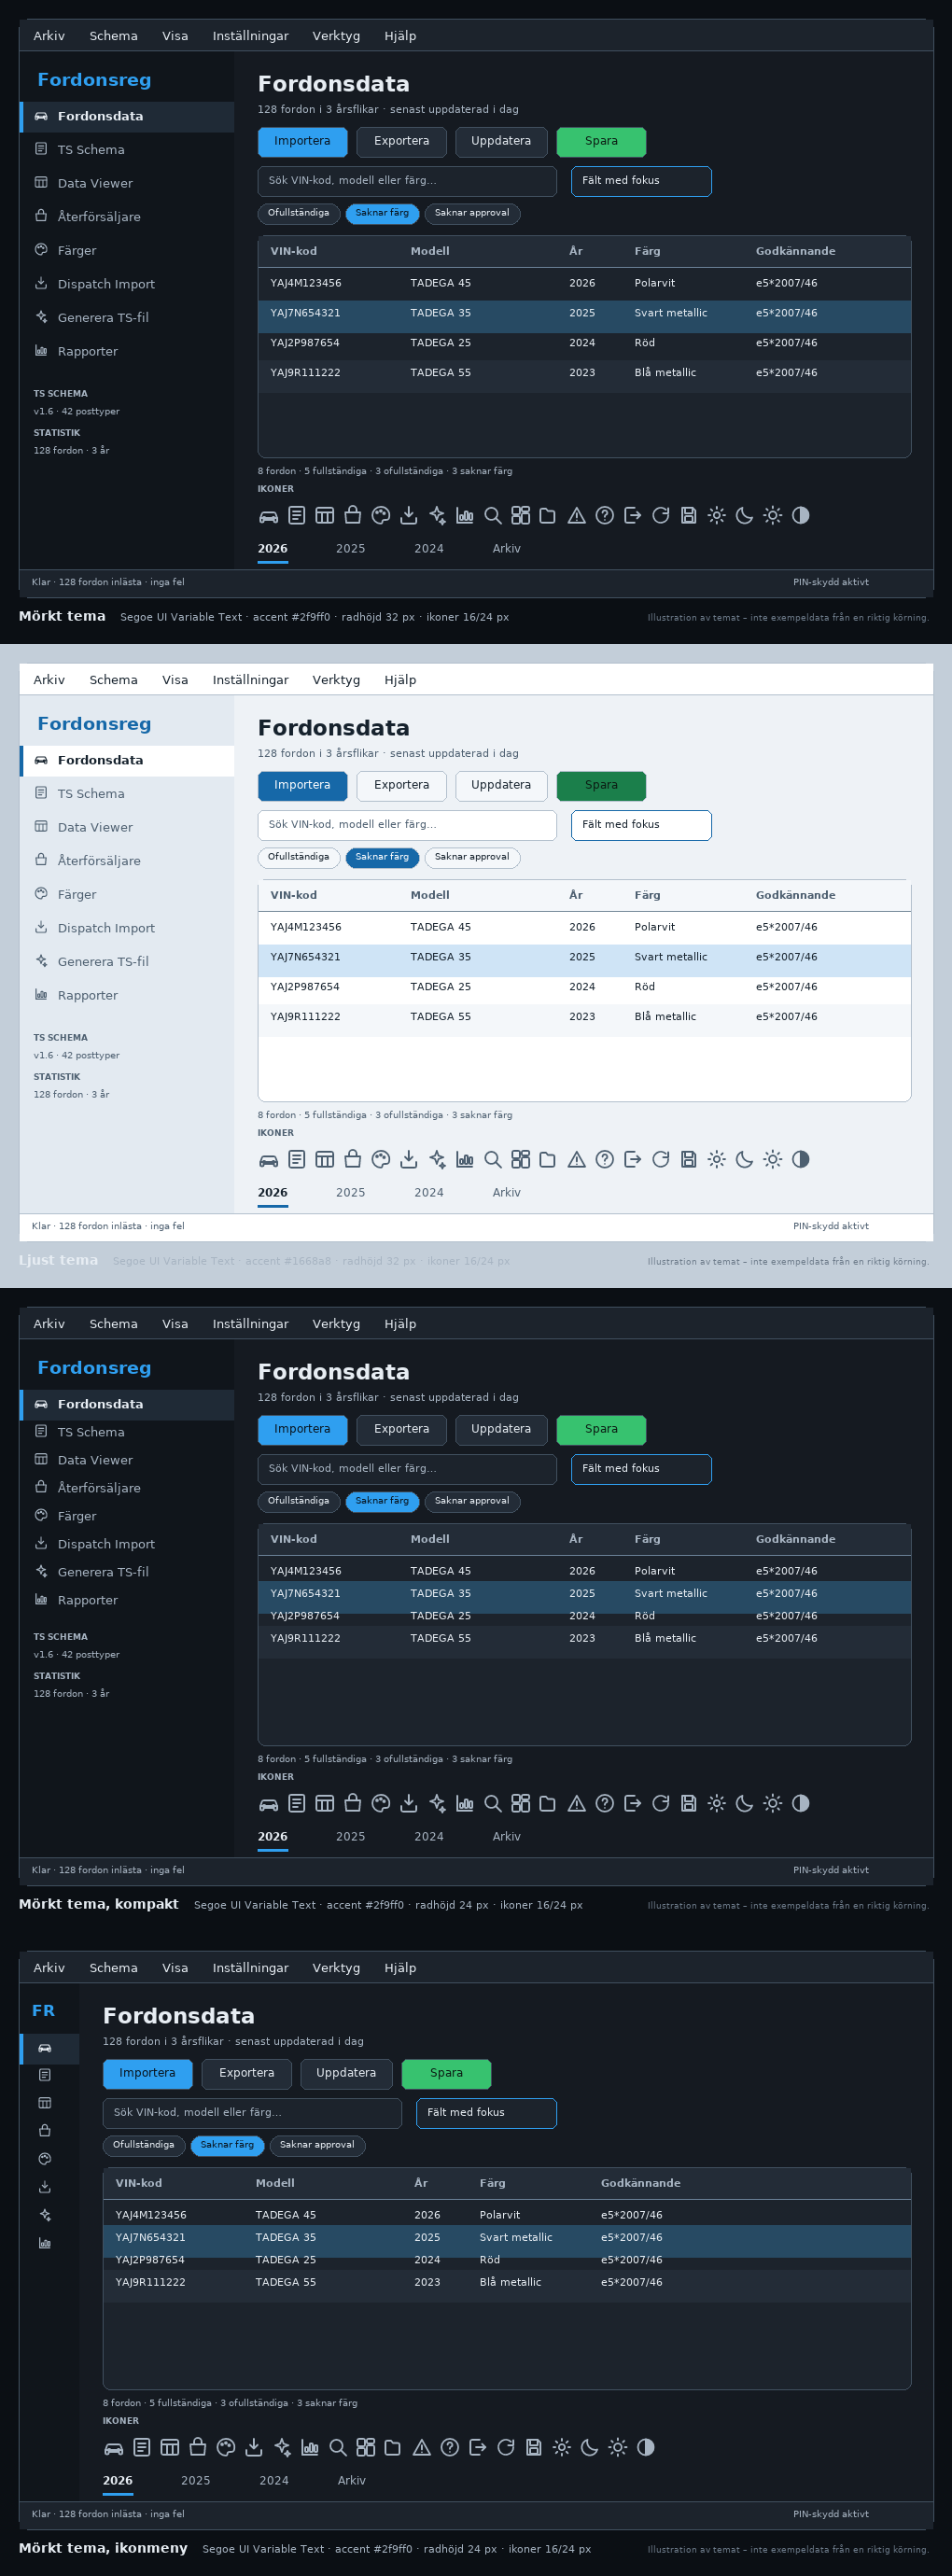 Arkiv Schema Visa Inställningar Verktyg Hjälp
Fordonsreg
Fordonsdata
TS Schema
Data Viewer
Återförsäljare
Färger
Dispatch Import
Generera TS-fil
Rapporter
TS SCHEMA
v1.6 · 42 posttyper
STATISTIK
128 fordon · 3 år
Fordonsdata
128 fordon i 3 årsflikar · senast uppdaterad i dag
Importera Exportera Uppdatera Spara
Sök VIN-kod, modell eller färg… Fält med fokus
Ofullständiga Saknar färg Saknar approval
VIN-kod Modell År Färg Godkännande
YAJ4M123456 TADEGA 45 2026 Polarvit e5*2007/46
YAJ7N654321 TADEGA 35 2025 Svart metallic e5*2007/46
YAJ2P987654 TADEGA 25 2024 Röd e5*2007/46
YAJ9R111222 TADEGA 55 2023 Blå metallic e5*2007/46
8 fordon · 5 fullständiga · 3 ofullständiga · 3 saknar färg
IKONER
2026 2025 2024 Arkiv
Klar · 128 fordon inlästa · inga fel PIN-skydd aktivt
Mörkt tema Segoe UI Variable Text · accent #2f9ff0 · radhöjd 32 px · ikoner 16/24 px Illustration av temat – inte exempeldata från en riktig körning.
Arkiv Schema Visa Inställningar Verktyg Hjälp
Fordonsreg
Fordonsdata
TS Schema
Data Viewer
Återförsäljare
Färger
Dispatch Import
Generera TS-fil
Rapporter
TS SCHEMA
v1.6 · 42 posttyper
STATISTIK
128 fordon · 3 år
Fordonsdata
128 fordon i 3 årsflikar · senast uppdaterad i dag
Importera Exportera Uppdatera Spara
Sök VIN-kod, modell eller färg… Fält med fokus
Ofullständiga Saknar färg Saknar approval
VIN-kod Modell År Färg Godkännande
YAJ4M123456 TADEGA 45 2026 Polarvit e5*2007/46
YAJ7N654321 TADEGA 35 2025 Svart metallic e5*2007/46
YAJ2P987654 TADEGA 25 2024 Röd e5*2007/46
YAJ9R111222 TADEGA 55 2023 Blå metallic e5*2007/46
8 fordon · 5 fullständiga · 3 ofullständiga · 3 saknar färg
IKONER
2026 2025 2024 Arkiv
Klar · 128 fordon inlästa · inga fel PIN-skydd aktivt
Ljust tema Segoe UI Variable Text · accent #1668a8 · radhöjd 32 px · ikoner 16/24 px Illustration av temat – inte exempeldata från en riktig körning.
Arkiv Schema Visa Inställningar Verktyg Hjälp
Fordonsreg
Fordonsdata
TS Schema
Data Viewer
Återförsäljare
Färger
Dispatch Import
Generera TS-fil
Rapporter
TS SCHEMA
v1.6 · 42 posttyper
STATISTIK
128 fordon · 3 år
Fordonsdata
128 fordon i 3 årsflikar · senast uppdaterad i dag
Importera Exportera Uppdatera Spara
Sök VIN-kod, modell eller färg… Fält med fokus
Ofullständiga Saknar färg Saknar approval
VIN-kod Modell År Färg Godkännande
YAJ4M123456 TADEGA 45 2026 Polarvit e5*2007/46
YAJ7N654321 TADEGA 35 2025 Svart metallic e5*2007/46
YAJ2P987654 TADEGA 25 2024 Röd e5*2007/46
YAJ9R111222 TADEGA 55 2023 Blå metallic e5*2007/46
8 fordon · 5 fullständiga · 3 ofullständiga · 3 saknar färg
IKONER
2026 2025 2024 Arkiv
Klar · 128 fordon inlästa · inga fel PIN-skydd aktivt
Mörkt tema, kompakt Segoe UI Variable Text · accent #2f9ff0 · radhöjd 24 px · ikoner 16/24 px Illustration av temat – inte exempeldata från en riktig körning.
Arkiv Schema Visa Inställningar Verktyg Hjälp
FR
Fordonsdata
128 fordon i 3 årsflikar · senast uppdaterad i dag
Importera Exportera Uppdatera Spara
Sök VIN-kod, modell eller färg… Fält med fokus
Ofullständiga Saknar färg Saknar approval
VIN-kod Modell År Färg Godkännande
YAJ4M123456 TADEGA 45 2026 Polarvit e5*2007/46
YAJ7N654321 TADEGA 35 2025 Svart metallic e5*2007/46
YAJ2P987654 TADEGA 25 2024 Röd e5*2007/46
YAJ9R111222 TADEGA 55 2023 Blå metallic e5*2007/46
8 fordon · 5 fullständiga · 3 ofullständiga · 3 saknar färg
IKONER
2026 2025 2024 Arkiv
Klar · 128 fordon inlästa · inga fel PIN-skydd aktivt
Mörkt tema, ikonmeny Segoe UI Variable Text · accent #2f9ff0 · radhöjd 24 px · ikoner 16/24 px Illustration av temat – inte exempeldata från en riktig körning.